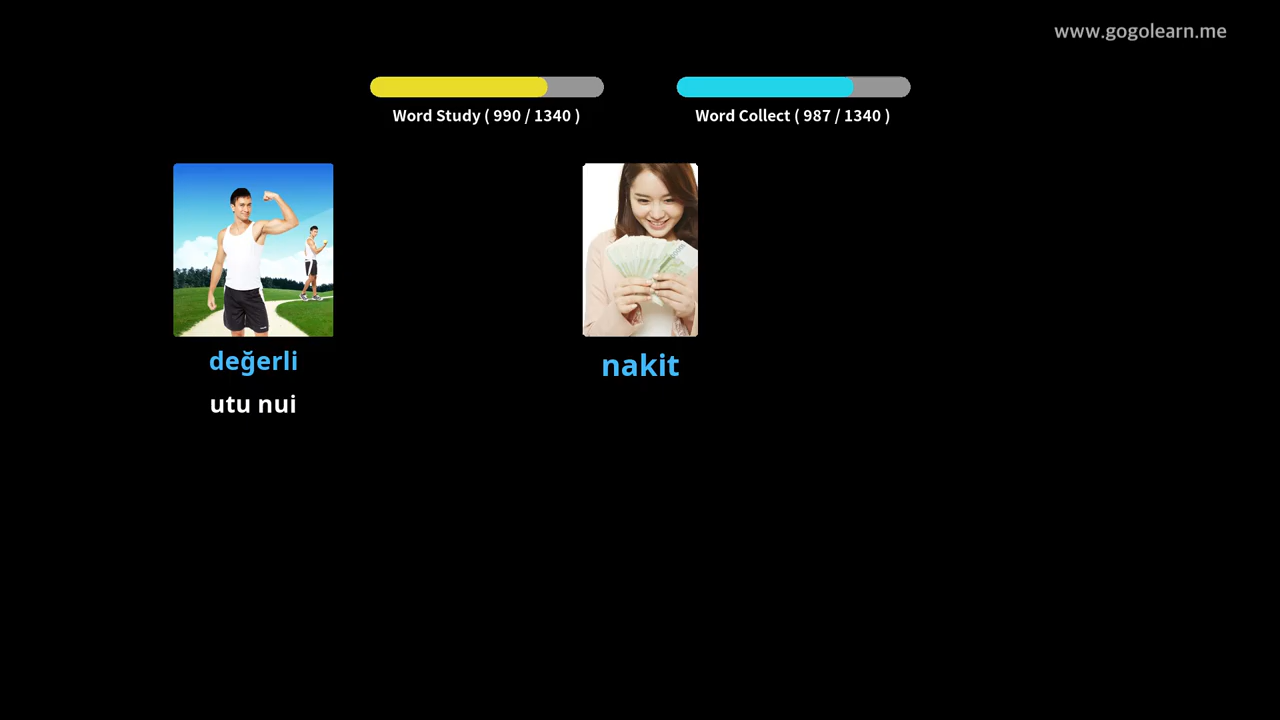 www.gogolearn.me
Word Study ( 990 / 1340 )
Word Collect ( 987 / 1340 )
değerli
utu nui
nakit